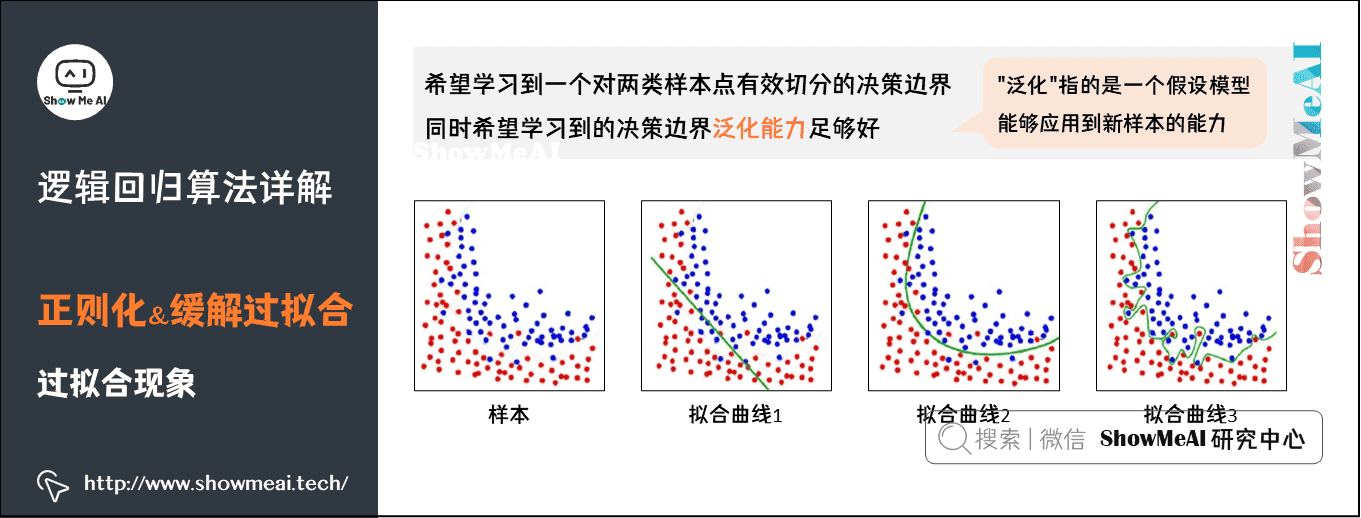 Show Me AI
逻辑回归算法详解
正则化&缓解过拟合
过拟合现象
http://www.showmeai.tech/
希望学习到一个对两类样本点有效切分的决策边界
同时希望学习到的决策边界泛化能力足够好
"泛化"指的是一个假设模型
能够应用到新样本的能力
ShowMeAI
ShowMeAI
样本
拟合曲线1
拟合曲线2
拟合曲线3
搜索 | 微信 ShowMeAI 研究中心